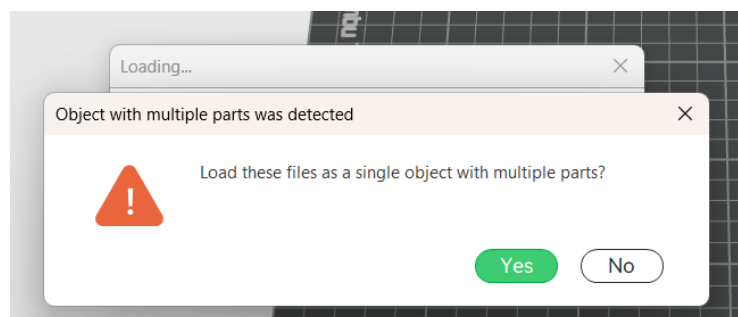 Loading...
Object with multiple parts was detected
Load these files as a single object with multiple parts?
Yes
No